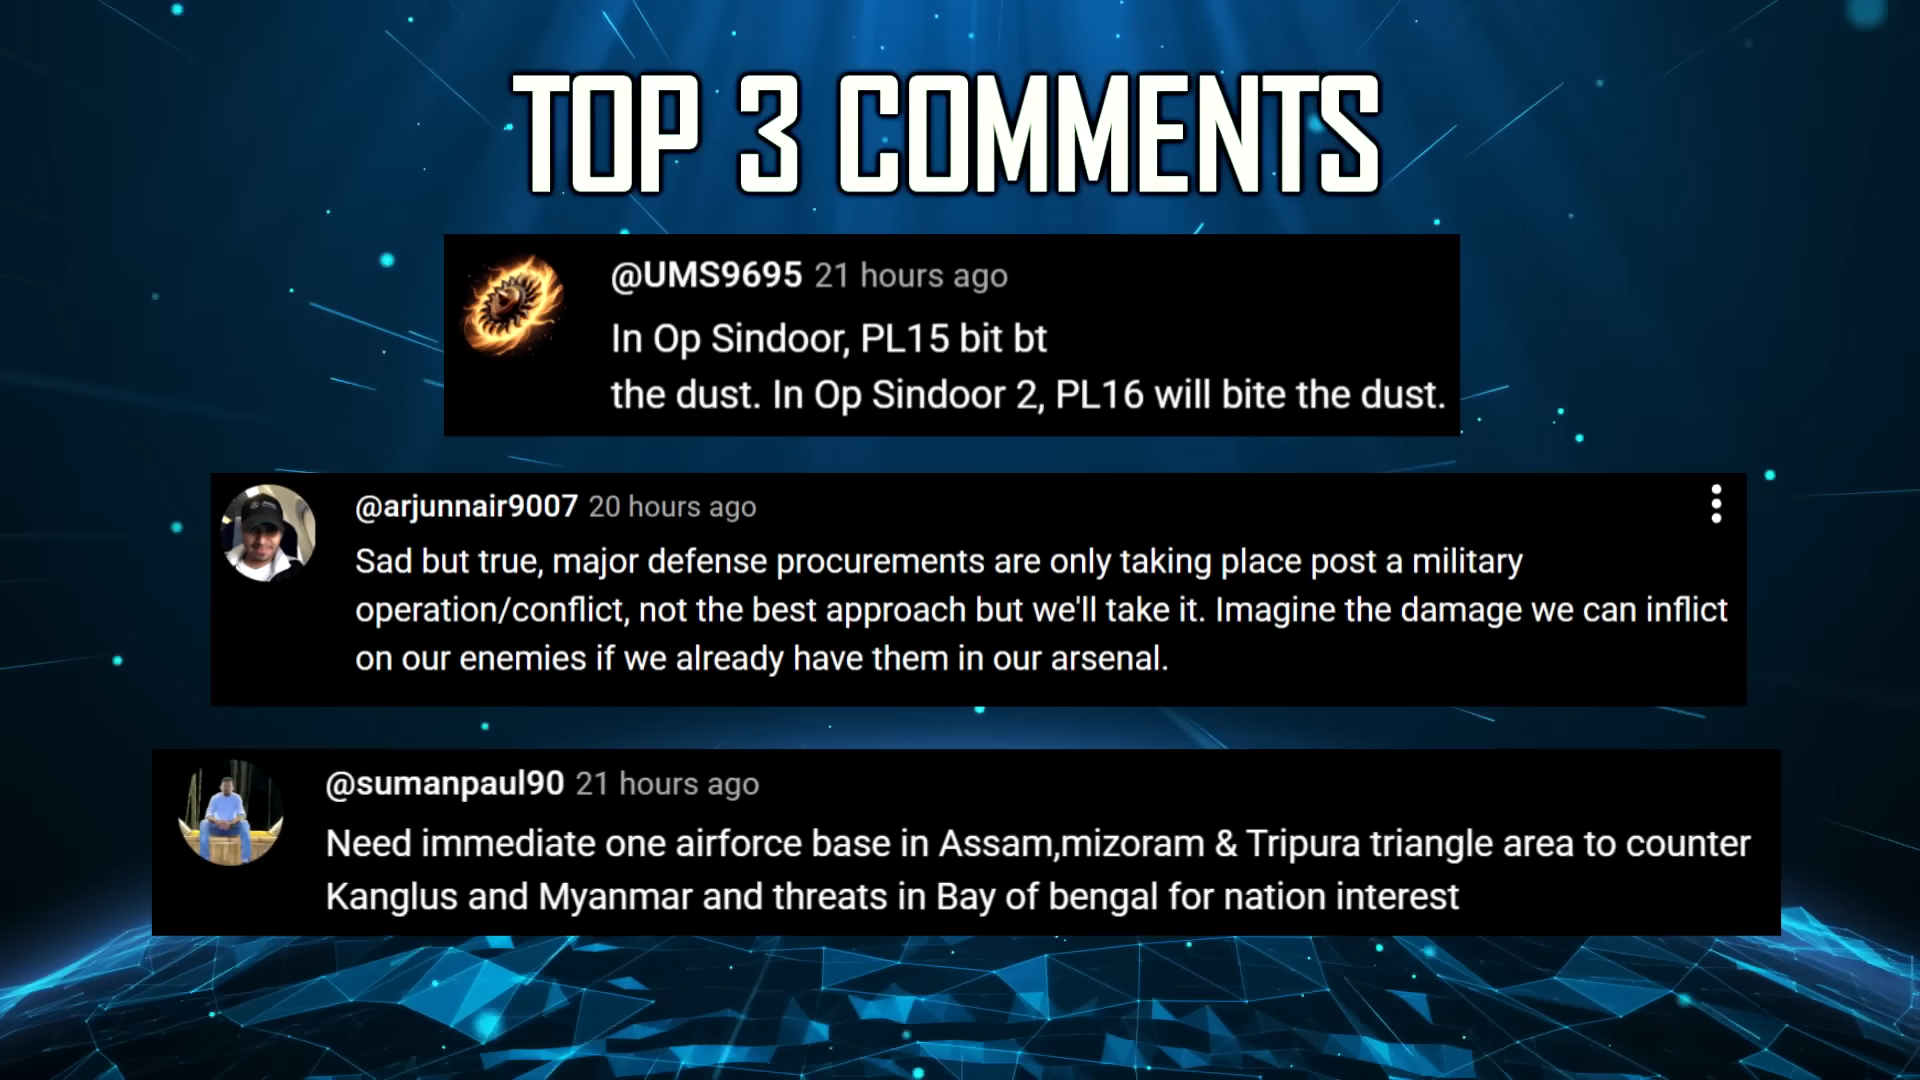 TOP 3 COMMENTS
@UMS9695 21 hours ago
In Op Sindoor, PL15 bit bt
the dust. In Op Sindoor 2, PL16 will bite the dust.
@arjunnair9007 20 hours ago
Sad but true, major defense procurements are only taking place post a military
operation/conflict, not the best approach but we'll take it. Imagine the damage we can inflict
on our enemies if we already have them in our arsenal.
@sumanpaul90 21 hours ago
Need immediate one airforce base in Assam,mizoram & Tripura triangle area to counter
Kanglus and Myanmar and threats in Bay of bengal for nation interest